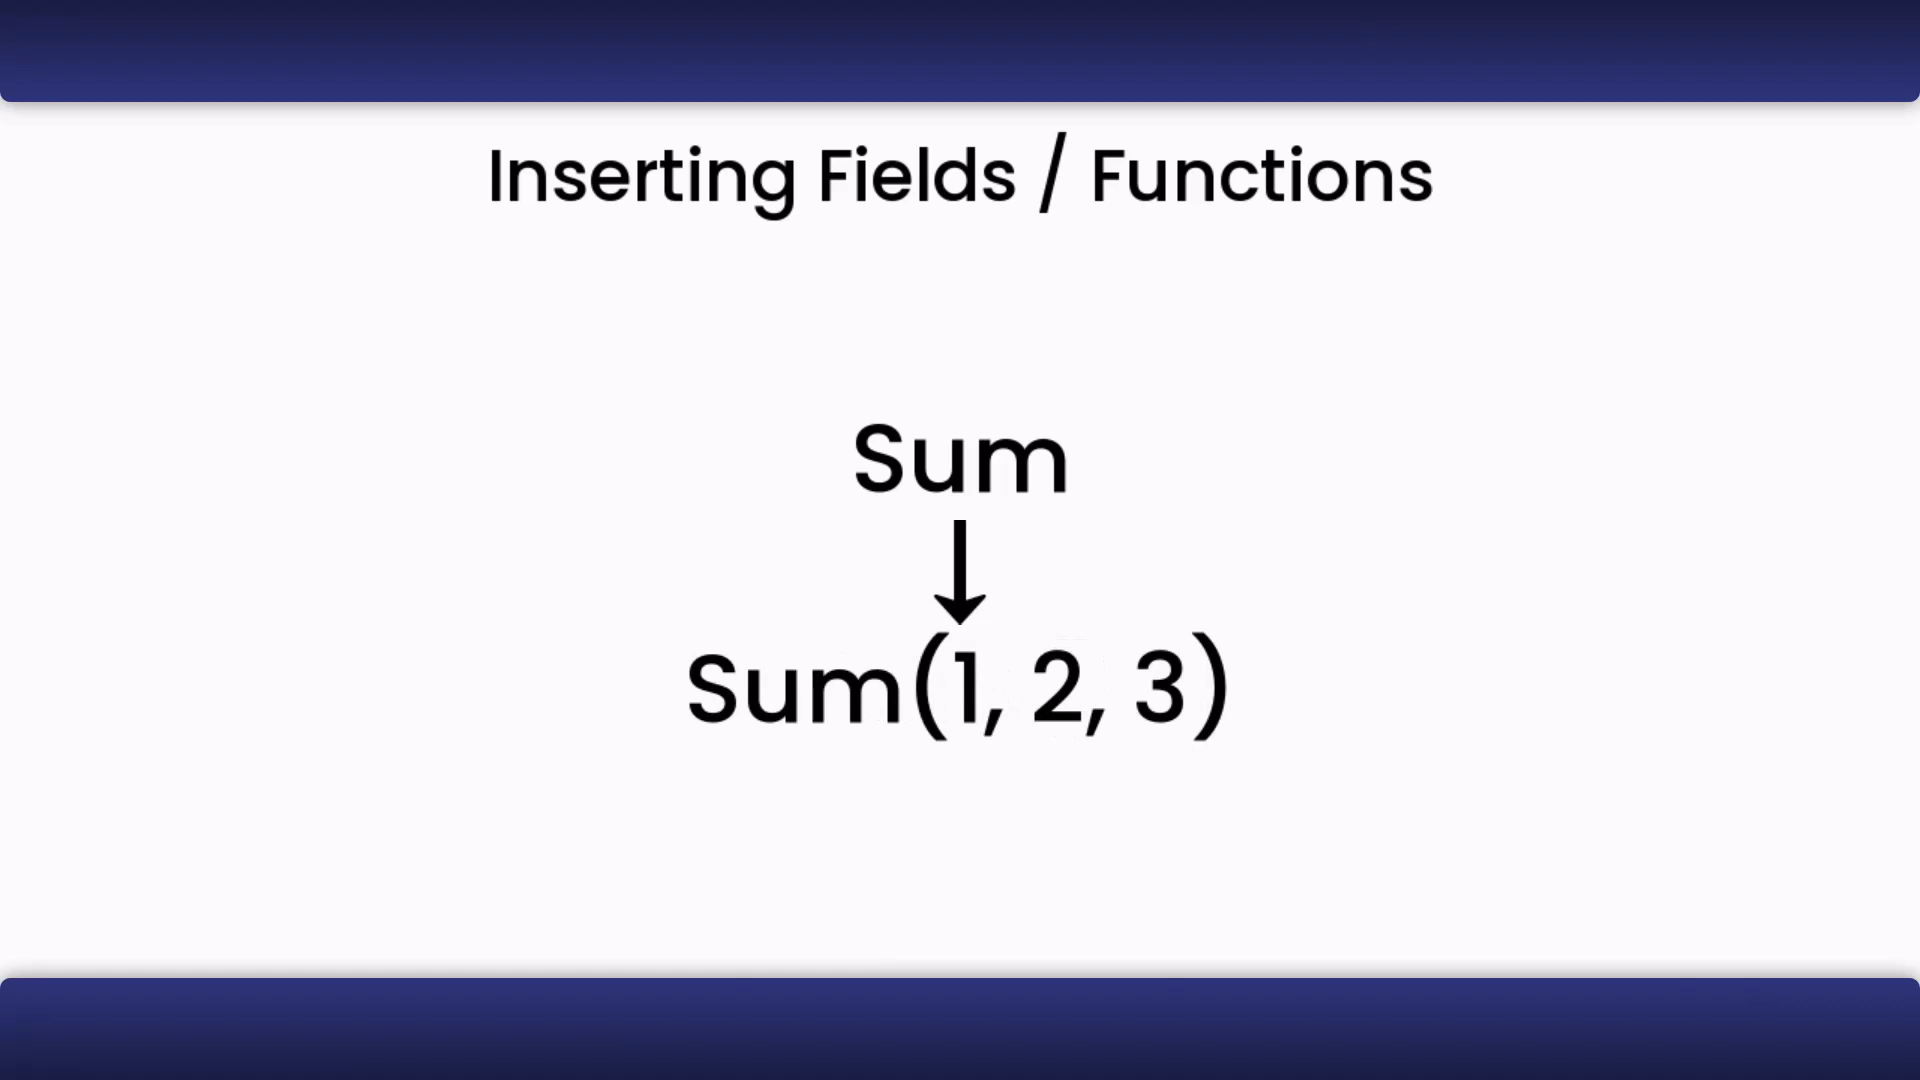 Inserting Fields / Functions
Sum
Sum(1, 2, 3)